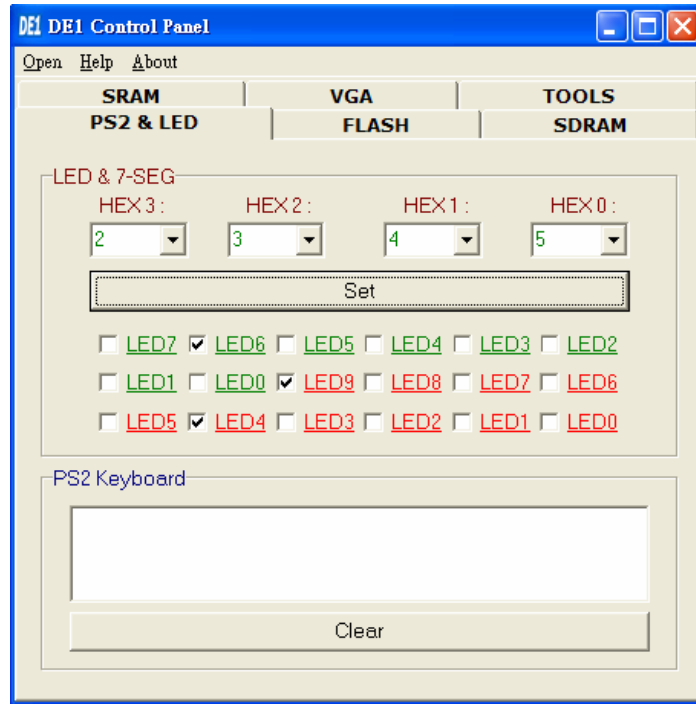 DE1 DE1 Control Panel
Open Help About
SRAM VGA TOOLS
PS2 & LED FLASH SDRAM
LED & 7-SEG
HEX 3 : HEX 2 : HEX 1 : HEX 0 :
2 3 4 5
Set
LED7 LED6 LED5 LED4 LED3 LED2
LED1 LED0 LED9 LED8 LED7 LED6
LED5 LED4 LED3 LED2 LED1 LED0
PS2 Keyboard
Clear